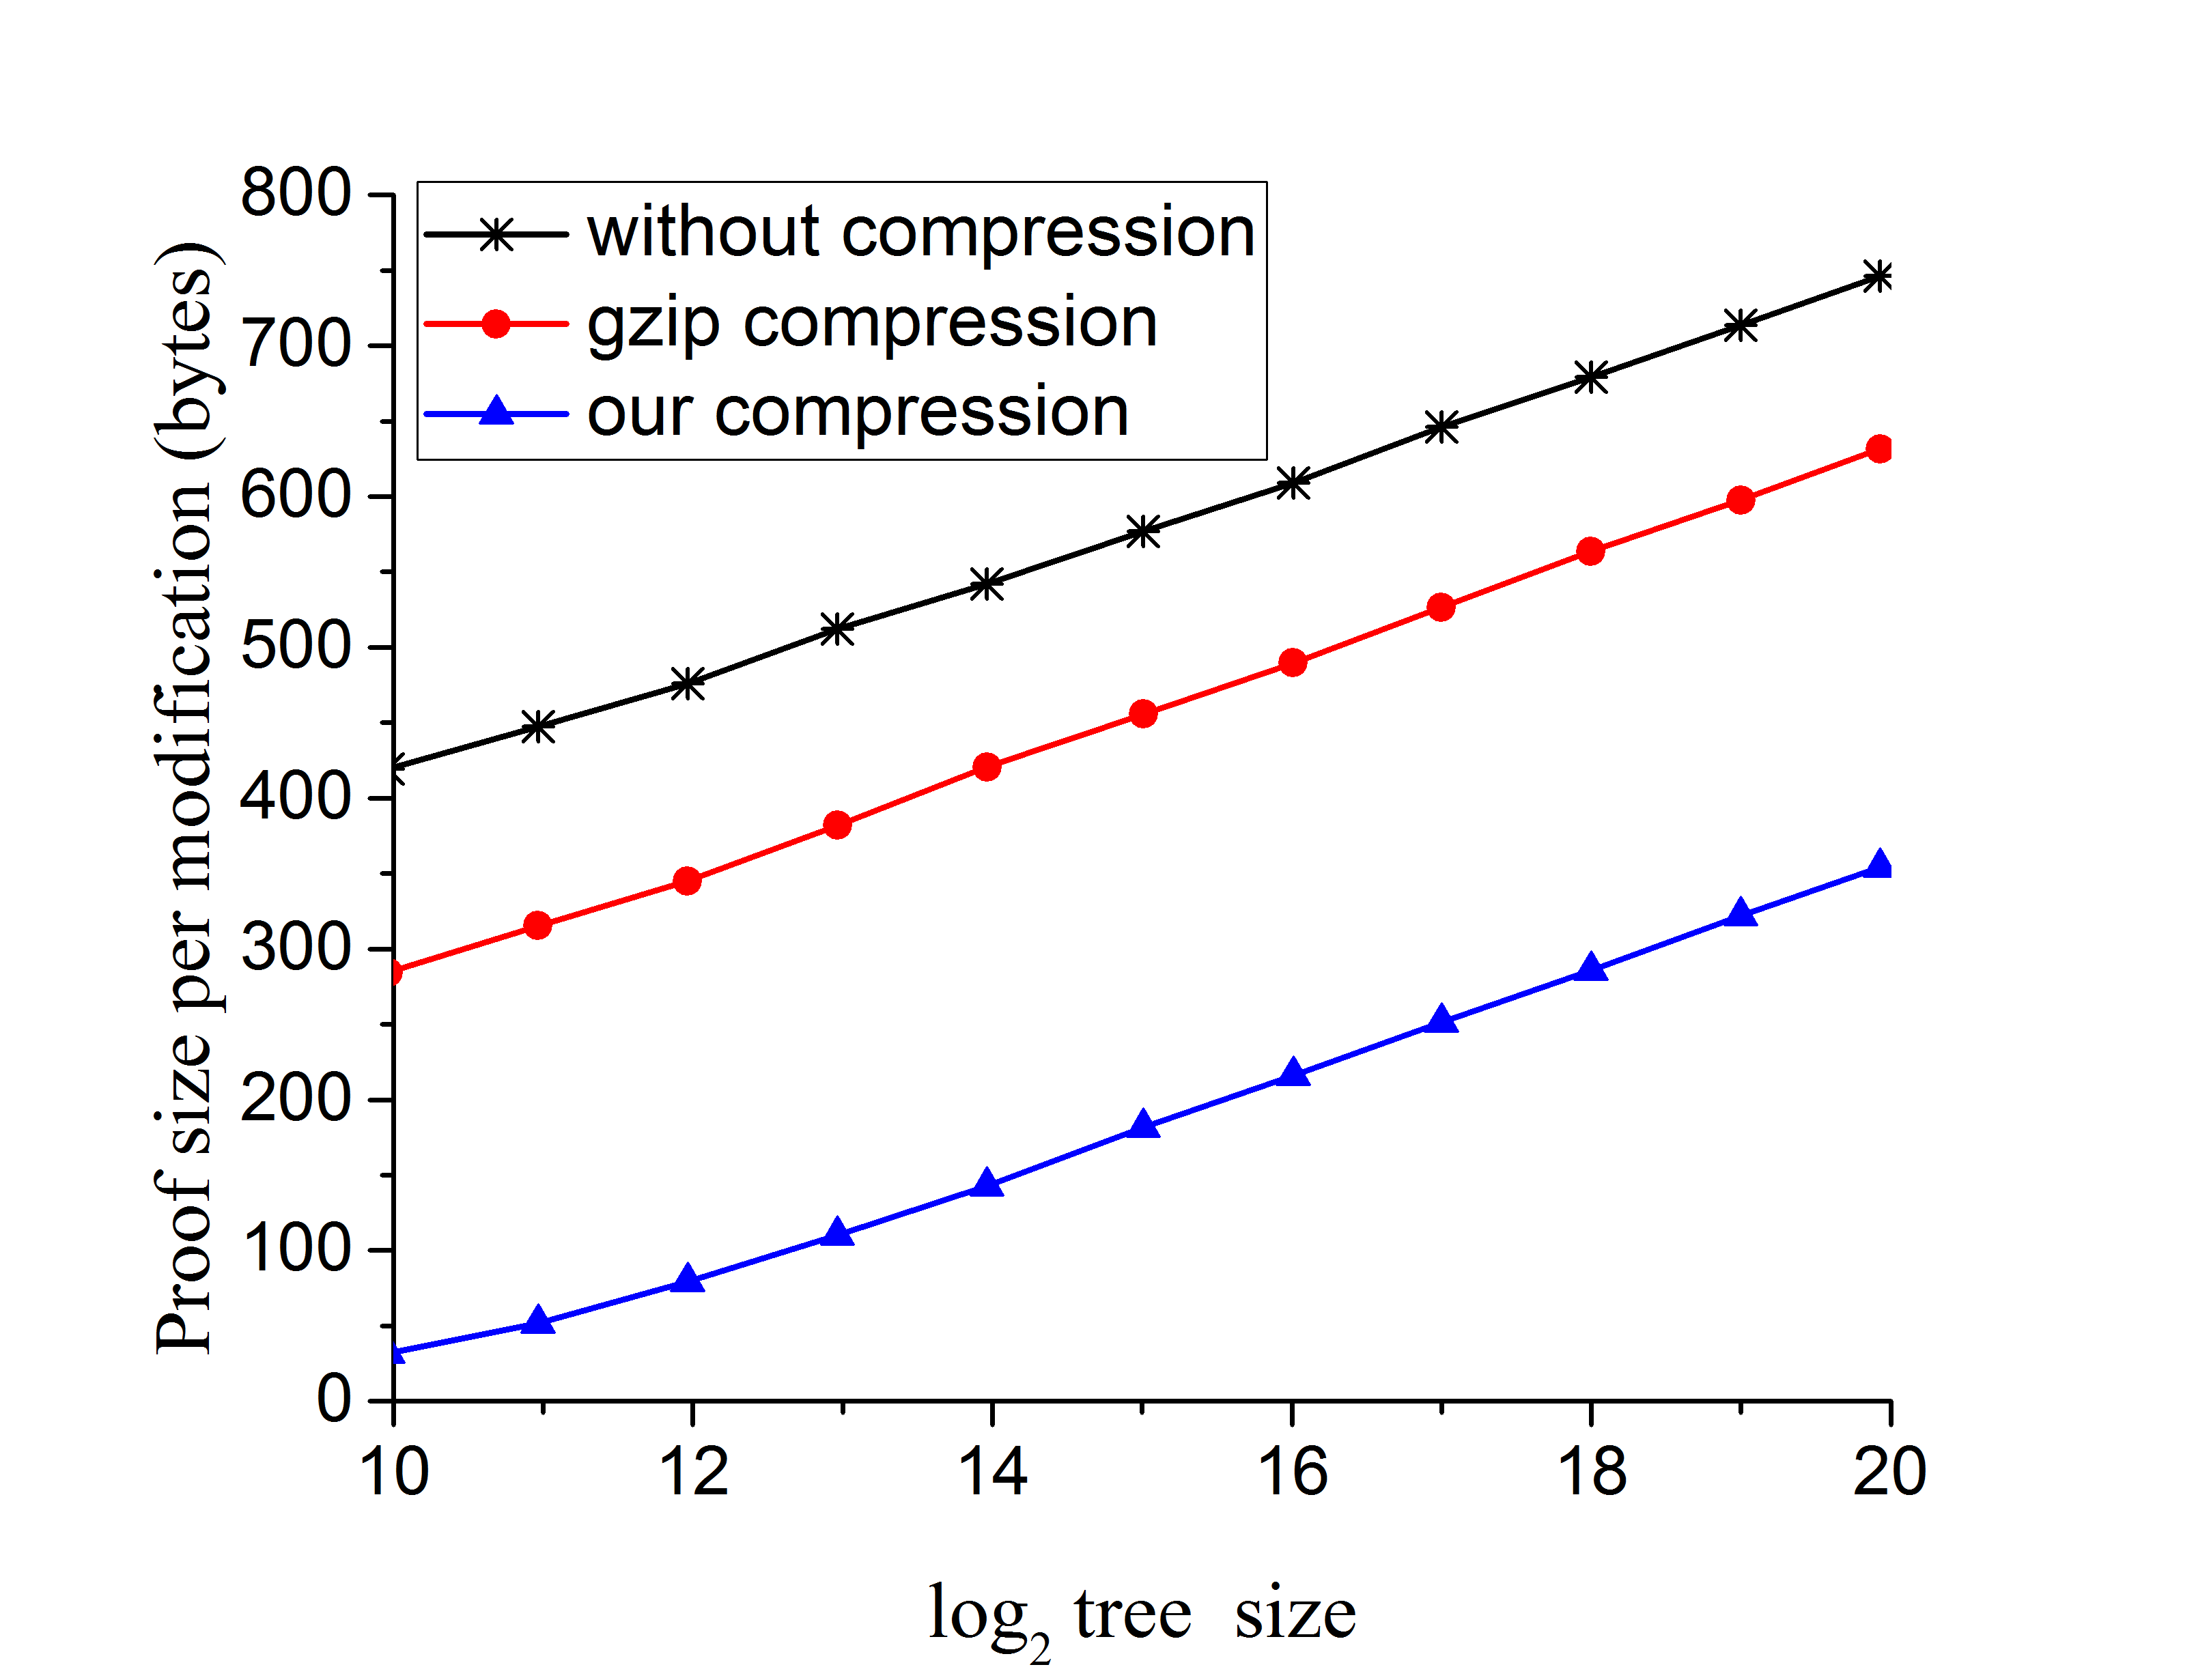 800
700
600
500
400
300
200
100
0
Proof size per modification (bytes)
without compression
gzip compression
our compression
10 12 14 16 18 20
log₂ tree size